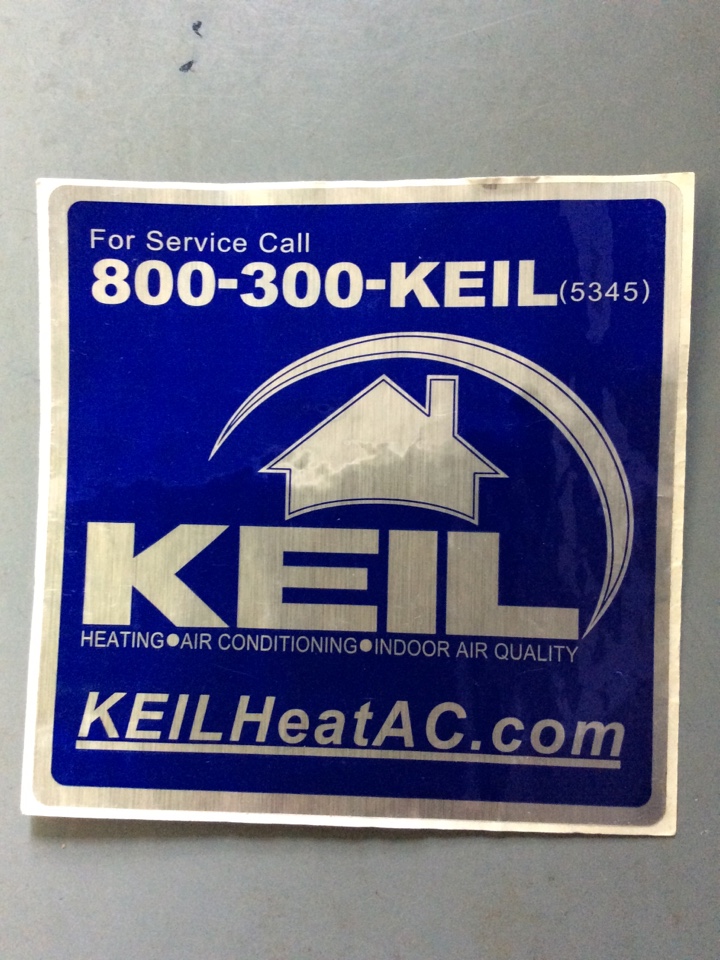 For Service Call
800-300-KEIL(5345)
KEIL
HEATING●AIR CONDITIONING●INDOOR AIR QUALITY
KEILHeatAC.com